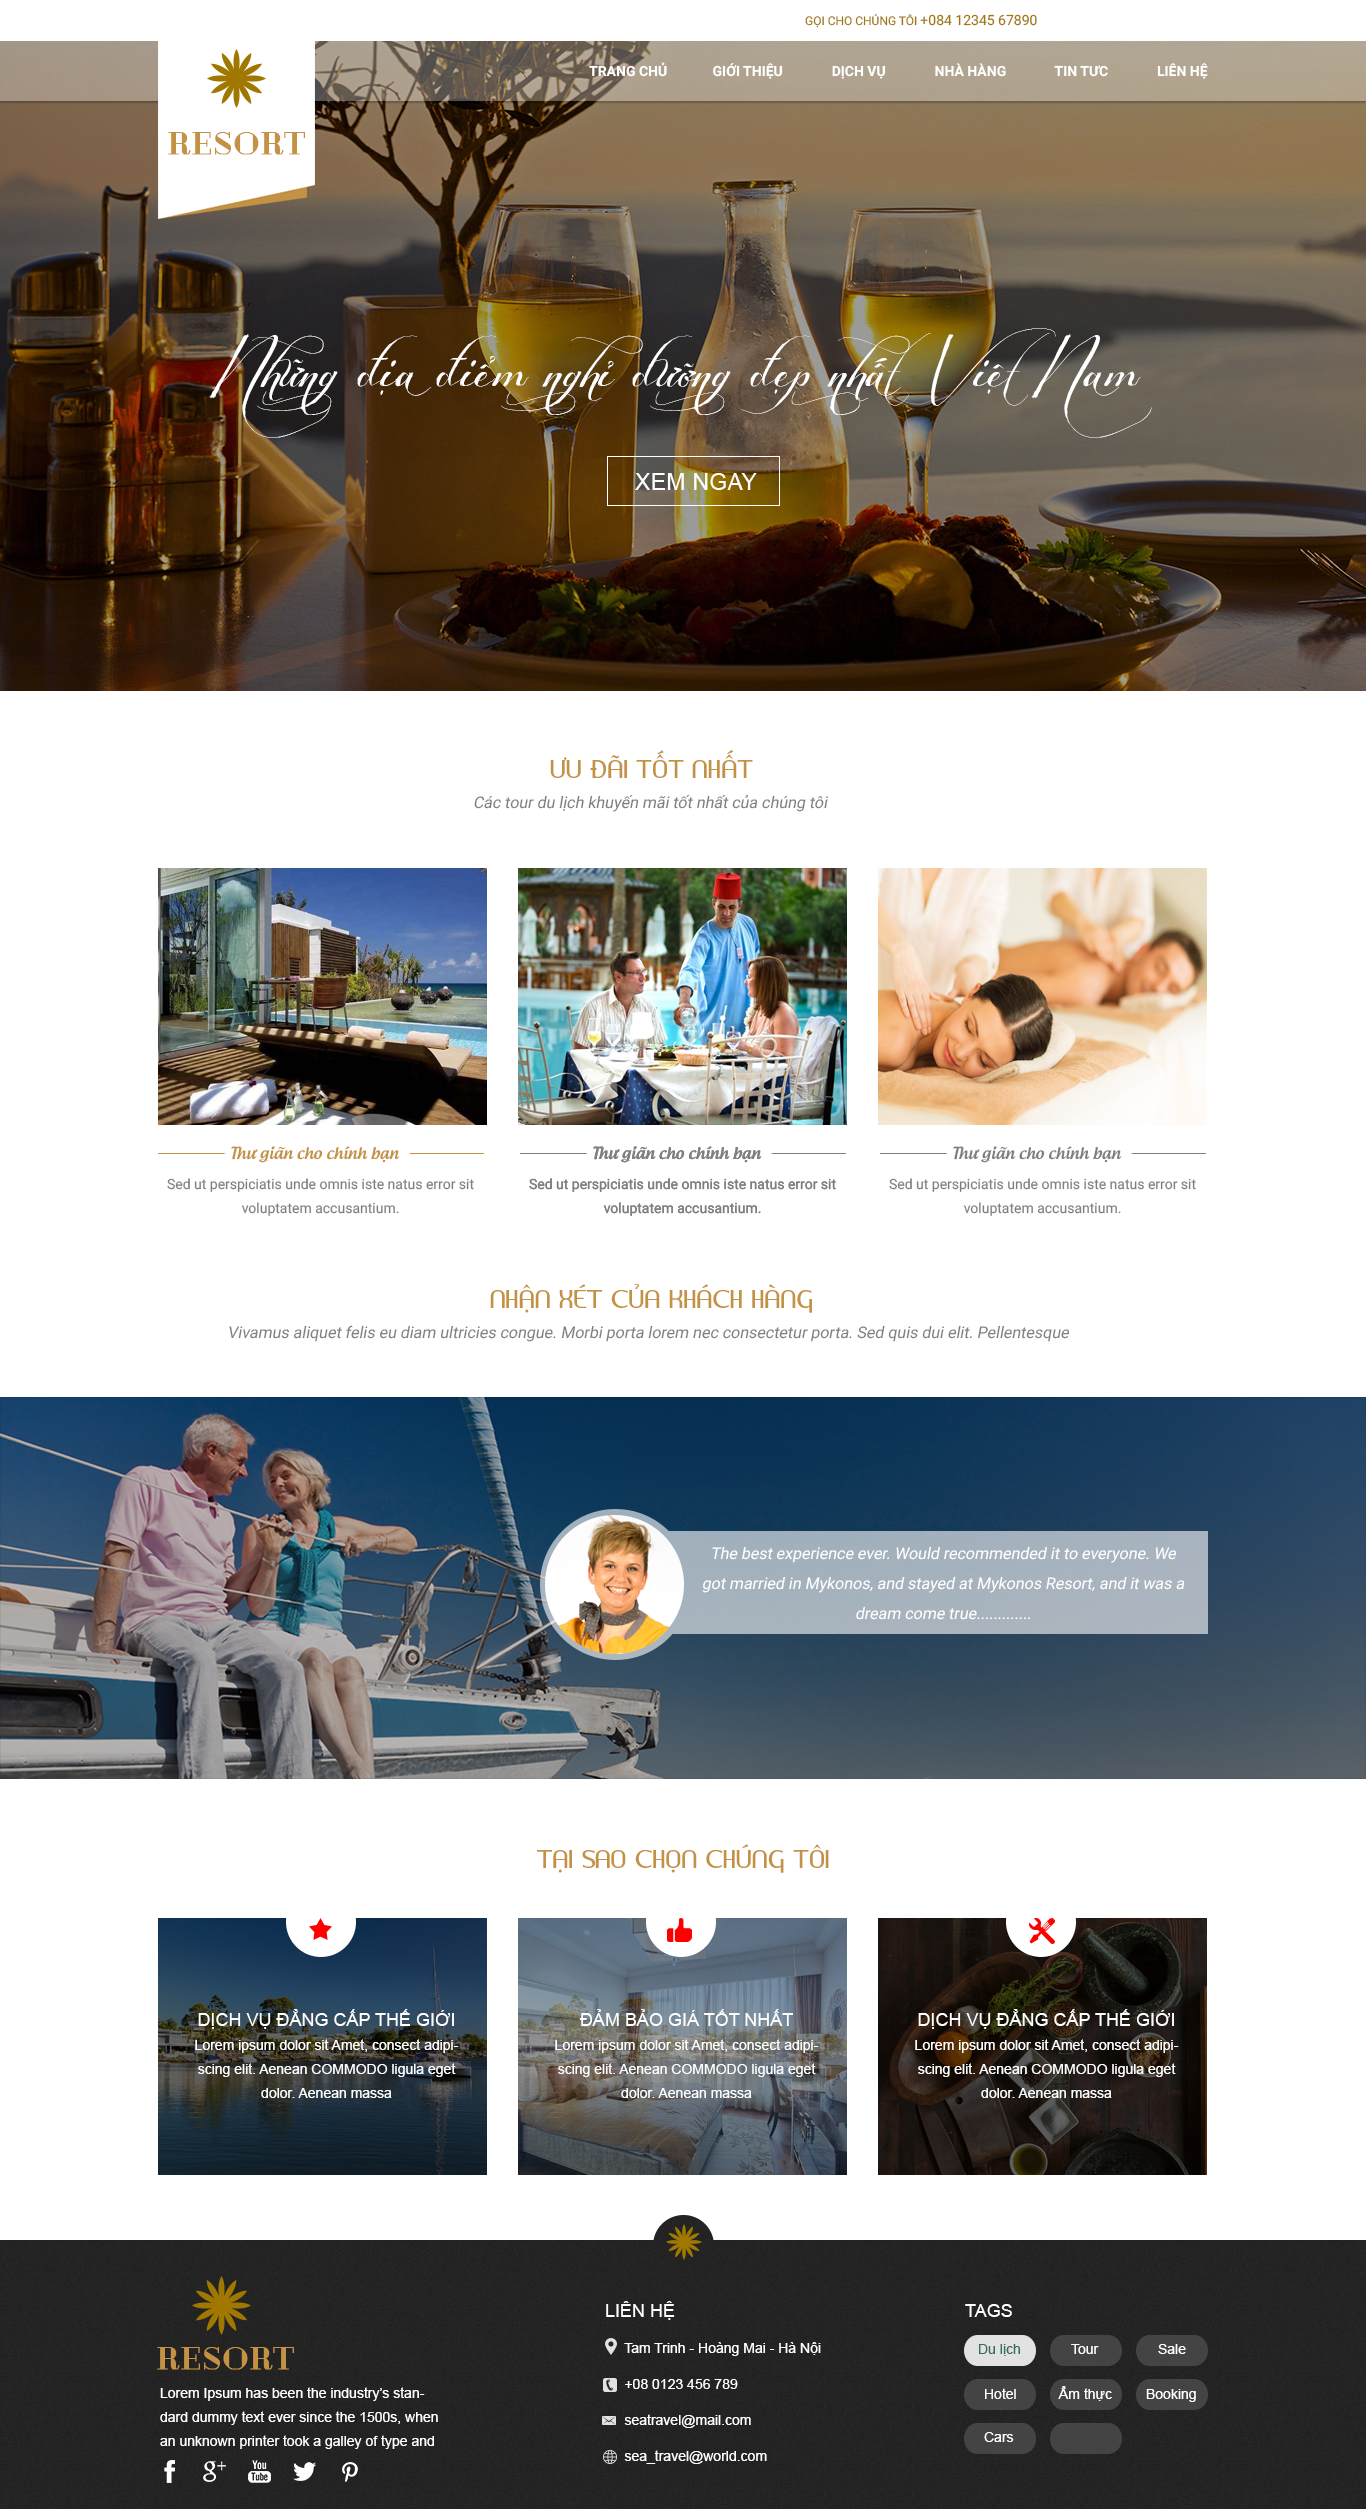 GỌI CHO CHÚNG TÔI +084 12345 67890
TRANG CHỦ GIỚI THIỆU DỊCH VỤ NHÀ HÀNG TIN TƯC LIÊN HỆ
RESORT
Những địa điểm nghỉ dưỡng đẹp nhất Việt Nam
XEM NGAY
ƯU ĐÃI TỐT NHẤT
Các tour du lịch khuyến mãi tốt nhất của chúng tôi
Thư giãn cho chính bạn
Sed ut perspiciatis unde omnis iste natus error sit
voluptatem accusantium.
Thư giãn cho chính bạn
Sed ut perspiciatis unde omnis iste natus error sit
voluptatem accusantium.
Thư giãn cho chính bạn
Sed ut perspiciatis unde omnis iste natus error sit
voluptatem accusantium.
NHẬN XÉT CỦA KHÁCH HÀNG
Vivamus aliquet felis eu diam ultricies congue. Morbi porta lorem nec consectetur porta. Sed quis dui elit. Pellentesque
The best experience ever. Would recommended it to everyone. We
got married in Mykonos, and stayed at Mykonos Resort, and it was a
dream come true.............
TẠI SAO CHỌN CHÚNG TÔI
DỊCH VỤ ĐẲNG CẤP THẾ GIỚI
Lorem ipsum dolor sit Amet, consect adipi-
scing elit. Aenean COMMODO ligula eget
dolor. Aenean massa
ĐẢM BẢO GIÁ TỐT NHẤT
Lorem ipsum dolor sit Amet, consect adipi-
scing elit. Aenean COMMODO ligula eget
dolor. Aenean massa
DỊCH VỤ ĐẲNG CẤP THẾ GIỚI
Lorem ipsum dolor sit Amet, consect adipi-
scing elit. Aenean COMMODO ligula eget
dolor. Aenean massa
RESORT
Lorem Ipsum has been the industry's stan-
dard dummy text ever since the 1500s, when
an unknown printer took a galley of type and
You
Tube
LIÊN HỆ
Tam Trinh - Hoàng Mai - Hà Nội
+08 0123 456 789
seatravel@mail.com
sea_travel@world.com
TAGS
Du lịch Tour Sale
Hotel Ẩm thực Booking
Cars